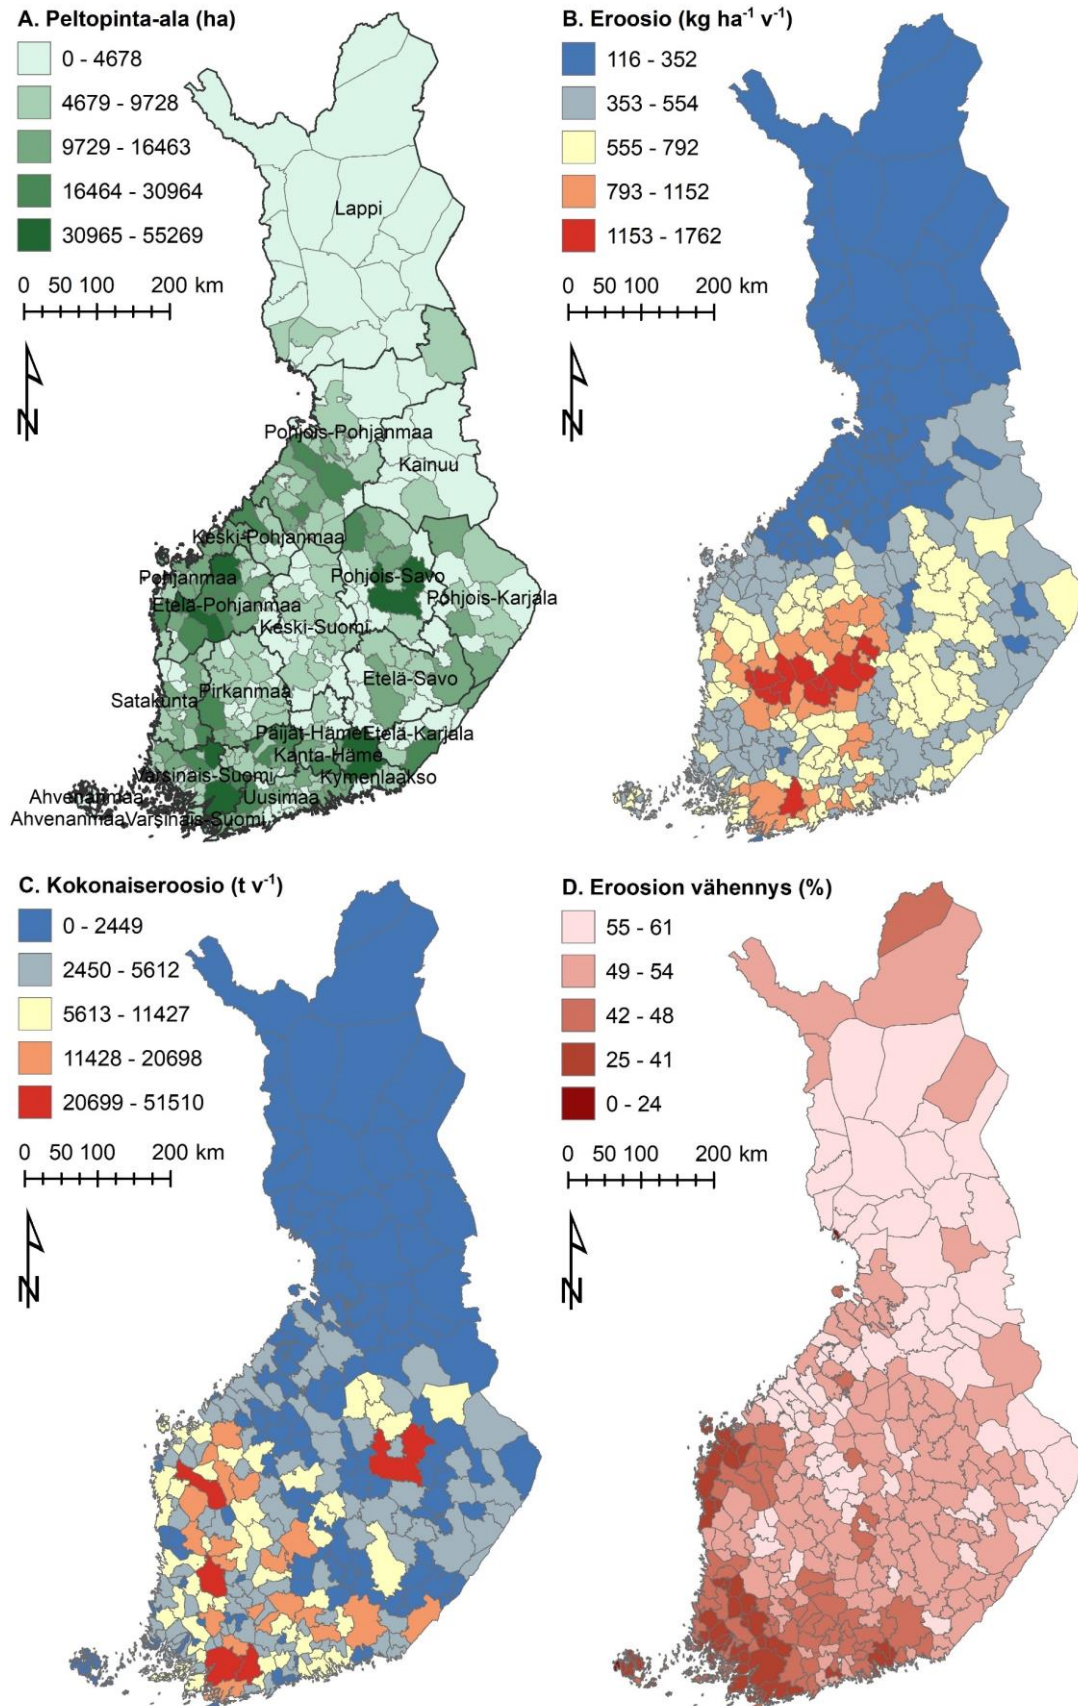 A. Peltopinta-ala (ha)
0 - 4678
4679 - 9728
9729 - 16463
16464 - 30964
30965 - 55269
0 50 100 200 km
N
Lappi
Pohjois-Pohjanmaa
Kainuu
Keski-Pohjanmaa
Pohjanmaa
Pohjois-Savo
Etelä-Pohjanmaa
Pohjois-Karjala
Keski-Suomi
Etelä-Savo
Satakunta
Pirkanmaa
Päijät-Häme
Etelä-Karjala
Kanta-Häme
Varsinais-Suomi
Kymenlaakso
Ahvenanmaa
Uusimaa
Ahvenanmaa
Varsinais-Suomi
B. Eroosio (kg ha⁻¹ v⁻¹)
116 - 352
353 - 554
555 - 792
793 - 1152
1153 - 1762
0 50 100 200 km
N
C. Kokonaiseroosio (t v⁻¹)
0 - 2449
2450 - 5612
5613 - 11427
11428 - 20698
20699 - 51510
0 50 100 200 km
N
D. Eroosion vähennys (%)
55 - 61
49 - 54
42 - 48
25 - 41
0 - 24
0 50 100 200 km
N